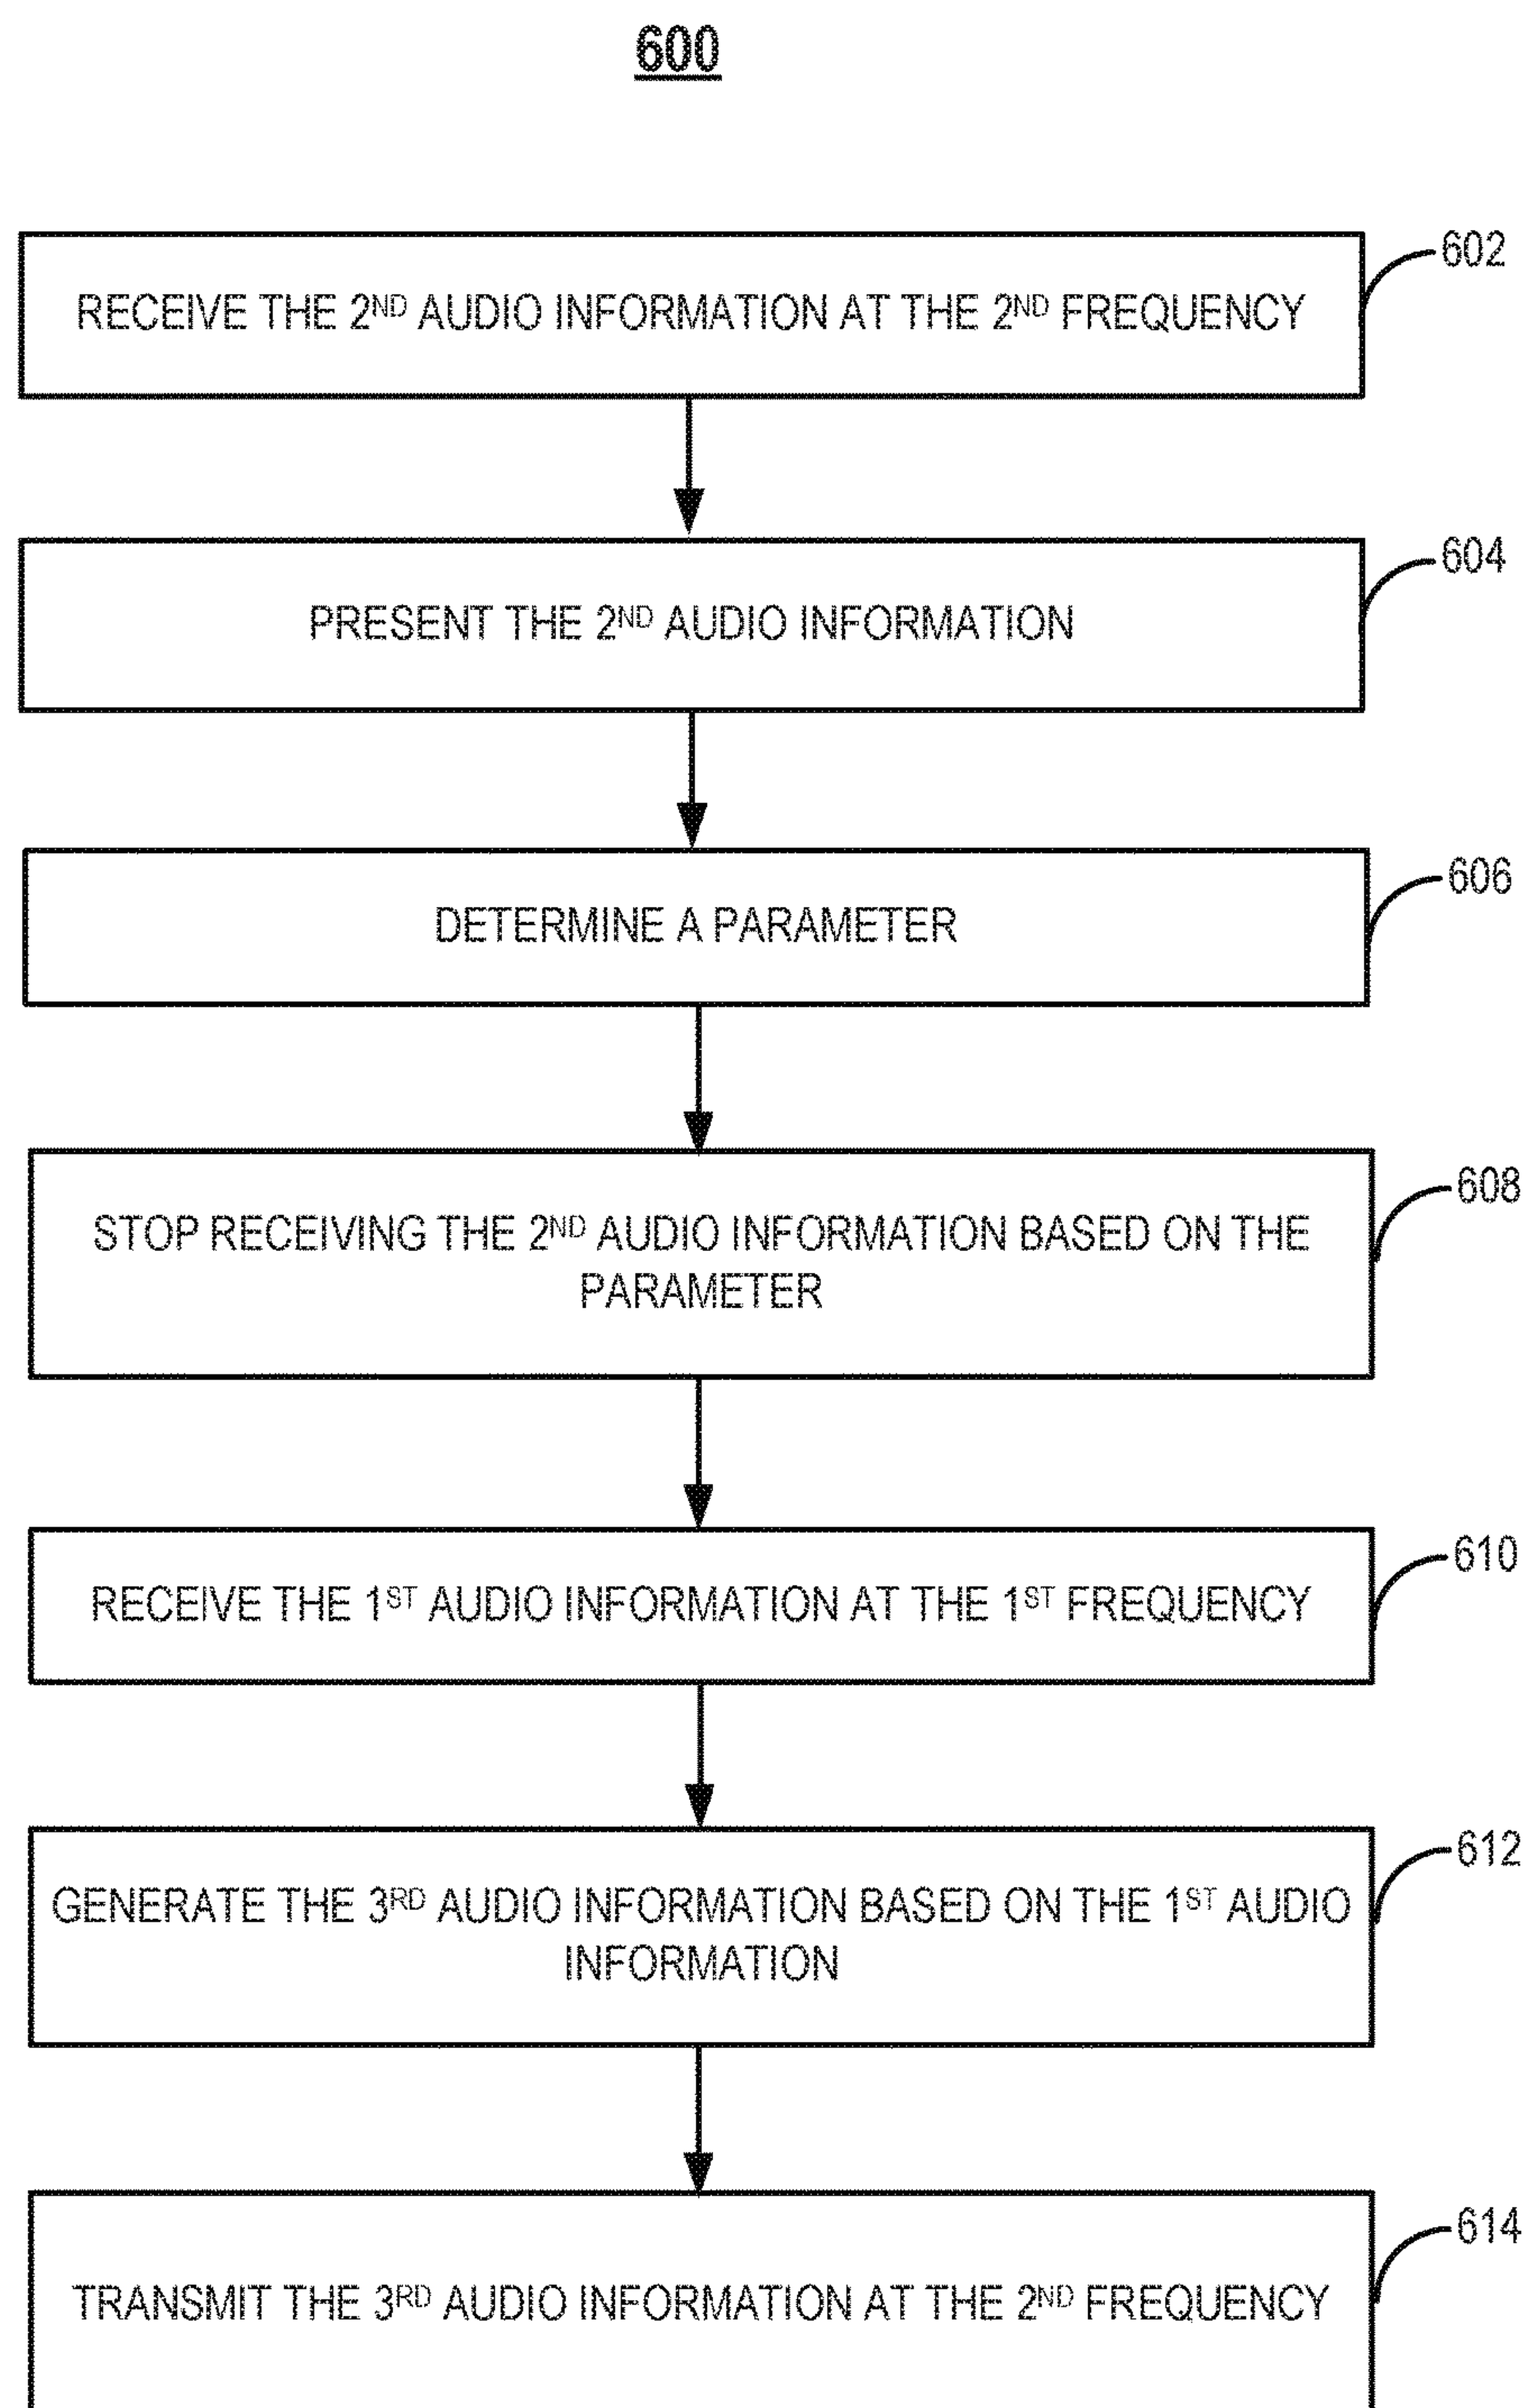 600
RECEIVE THE 2ND AUDIO INFORMATION AT THE 2ND FREQUENCY
602
PRESENT THE 2ND AUDIO INFORMATION
604
DETERMINE A PARAMETER
606
STOP RECEIVING THE 2ND AUDIO INFORMATION BASED ON THE
PARAMETER
608
RECEIVE THE 1ST AUDIO INFORMATION AT THE 1ST FREQUENCY
610
GENERATE THE 3RD AUDIO INFORMATION BASED ON THE 1ST AUDIO
INFORMATION
612
TRANSMIT THE 3RD AUDIO INFORMATION AT THE 2ND FREQUENCY
614